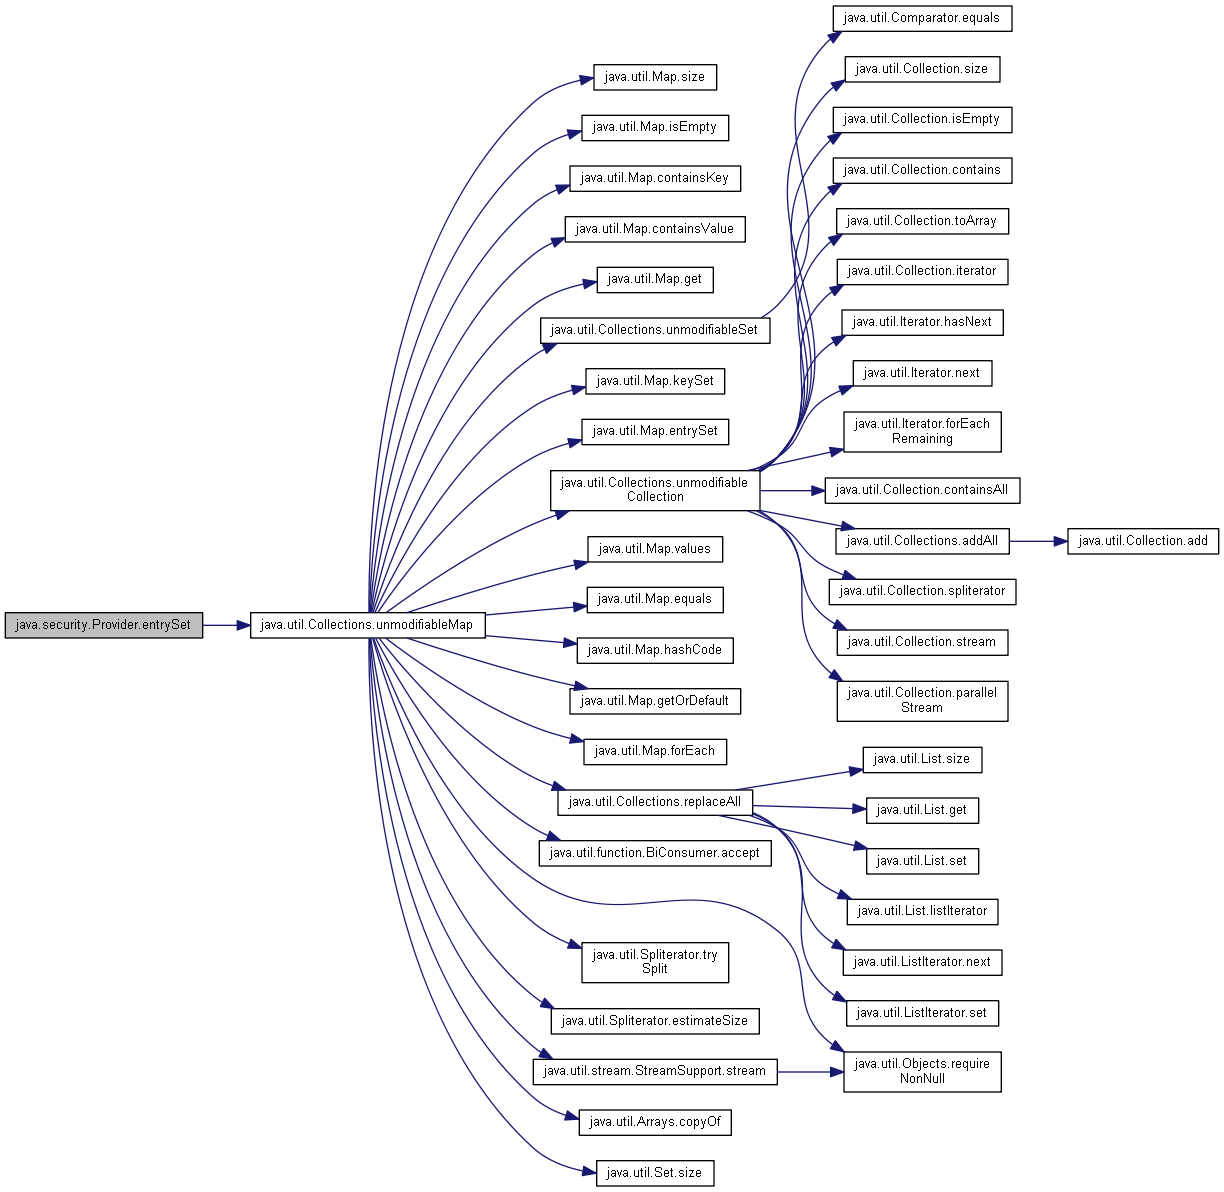 java.security.Provider.entrySet
java.util.Collections.unmodifiableMap
java.util.Map.size
java.util.Map.isEmpty
java.util.Map.containsKey
java.util.Map.containsValue
java.util.Map.get
java.util.Collections.unmodifiableSet
java.util.Map.keySet
java.util.Map.entrySet
java.util.Collections.unmodifiable
Collection
java.util.Map.values
java.util.Map.equals
java.util.Map.hashCode
java.util.Map.getOrDefault
java.util.Map.forEach
java.util.Collections.replaceAll
java.util.function.BiConsumer.accept
java.util.Spliterator.try
Split
java.util.Spliterator.estimateSize
java.util.stream.StreamSupport.stream
java.util.Arrays.copyOf
java.util.Set.size
java.util.Comparator.equals
java.util.Collection.size
java.util.Collection.isEmpty
java.util.Collection.contains
java.util.Collection.toArray
java.util.Collection.iterator
java.util.Iterator.hasNext
java.util.Iterator.next
java.util.Iterator.forEach
Remaining
java.util.Collection.containsAll
java.util.Collections.addAll
java.util.Collection.spliterator
java.util.Collection.stream
java.util.Collection.parallel
Stream
java.util.List.size
java.util.List.get
java.util.List.set
java.util.List.listIterator
java.util.ListIterator.next
java.util.ListIterator.set
java.util.Objects.require
NonNull
java.util.Collection.add